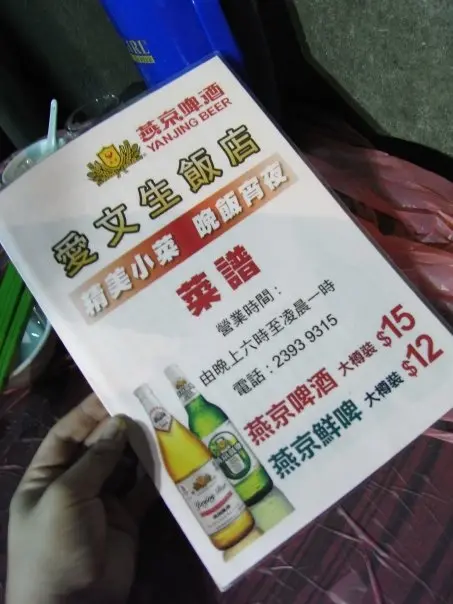 燕京啤酒
YANJING BEER
愛文生飯店
精美小菜 晚飯宵夜
菜譜
營業時間：
由晚上六時至凌晨一時
電話：2393 9315
燕京啤酒 大樽裝 $15
燕京鮮啤 大樽裝 $12